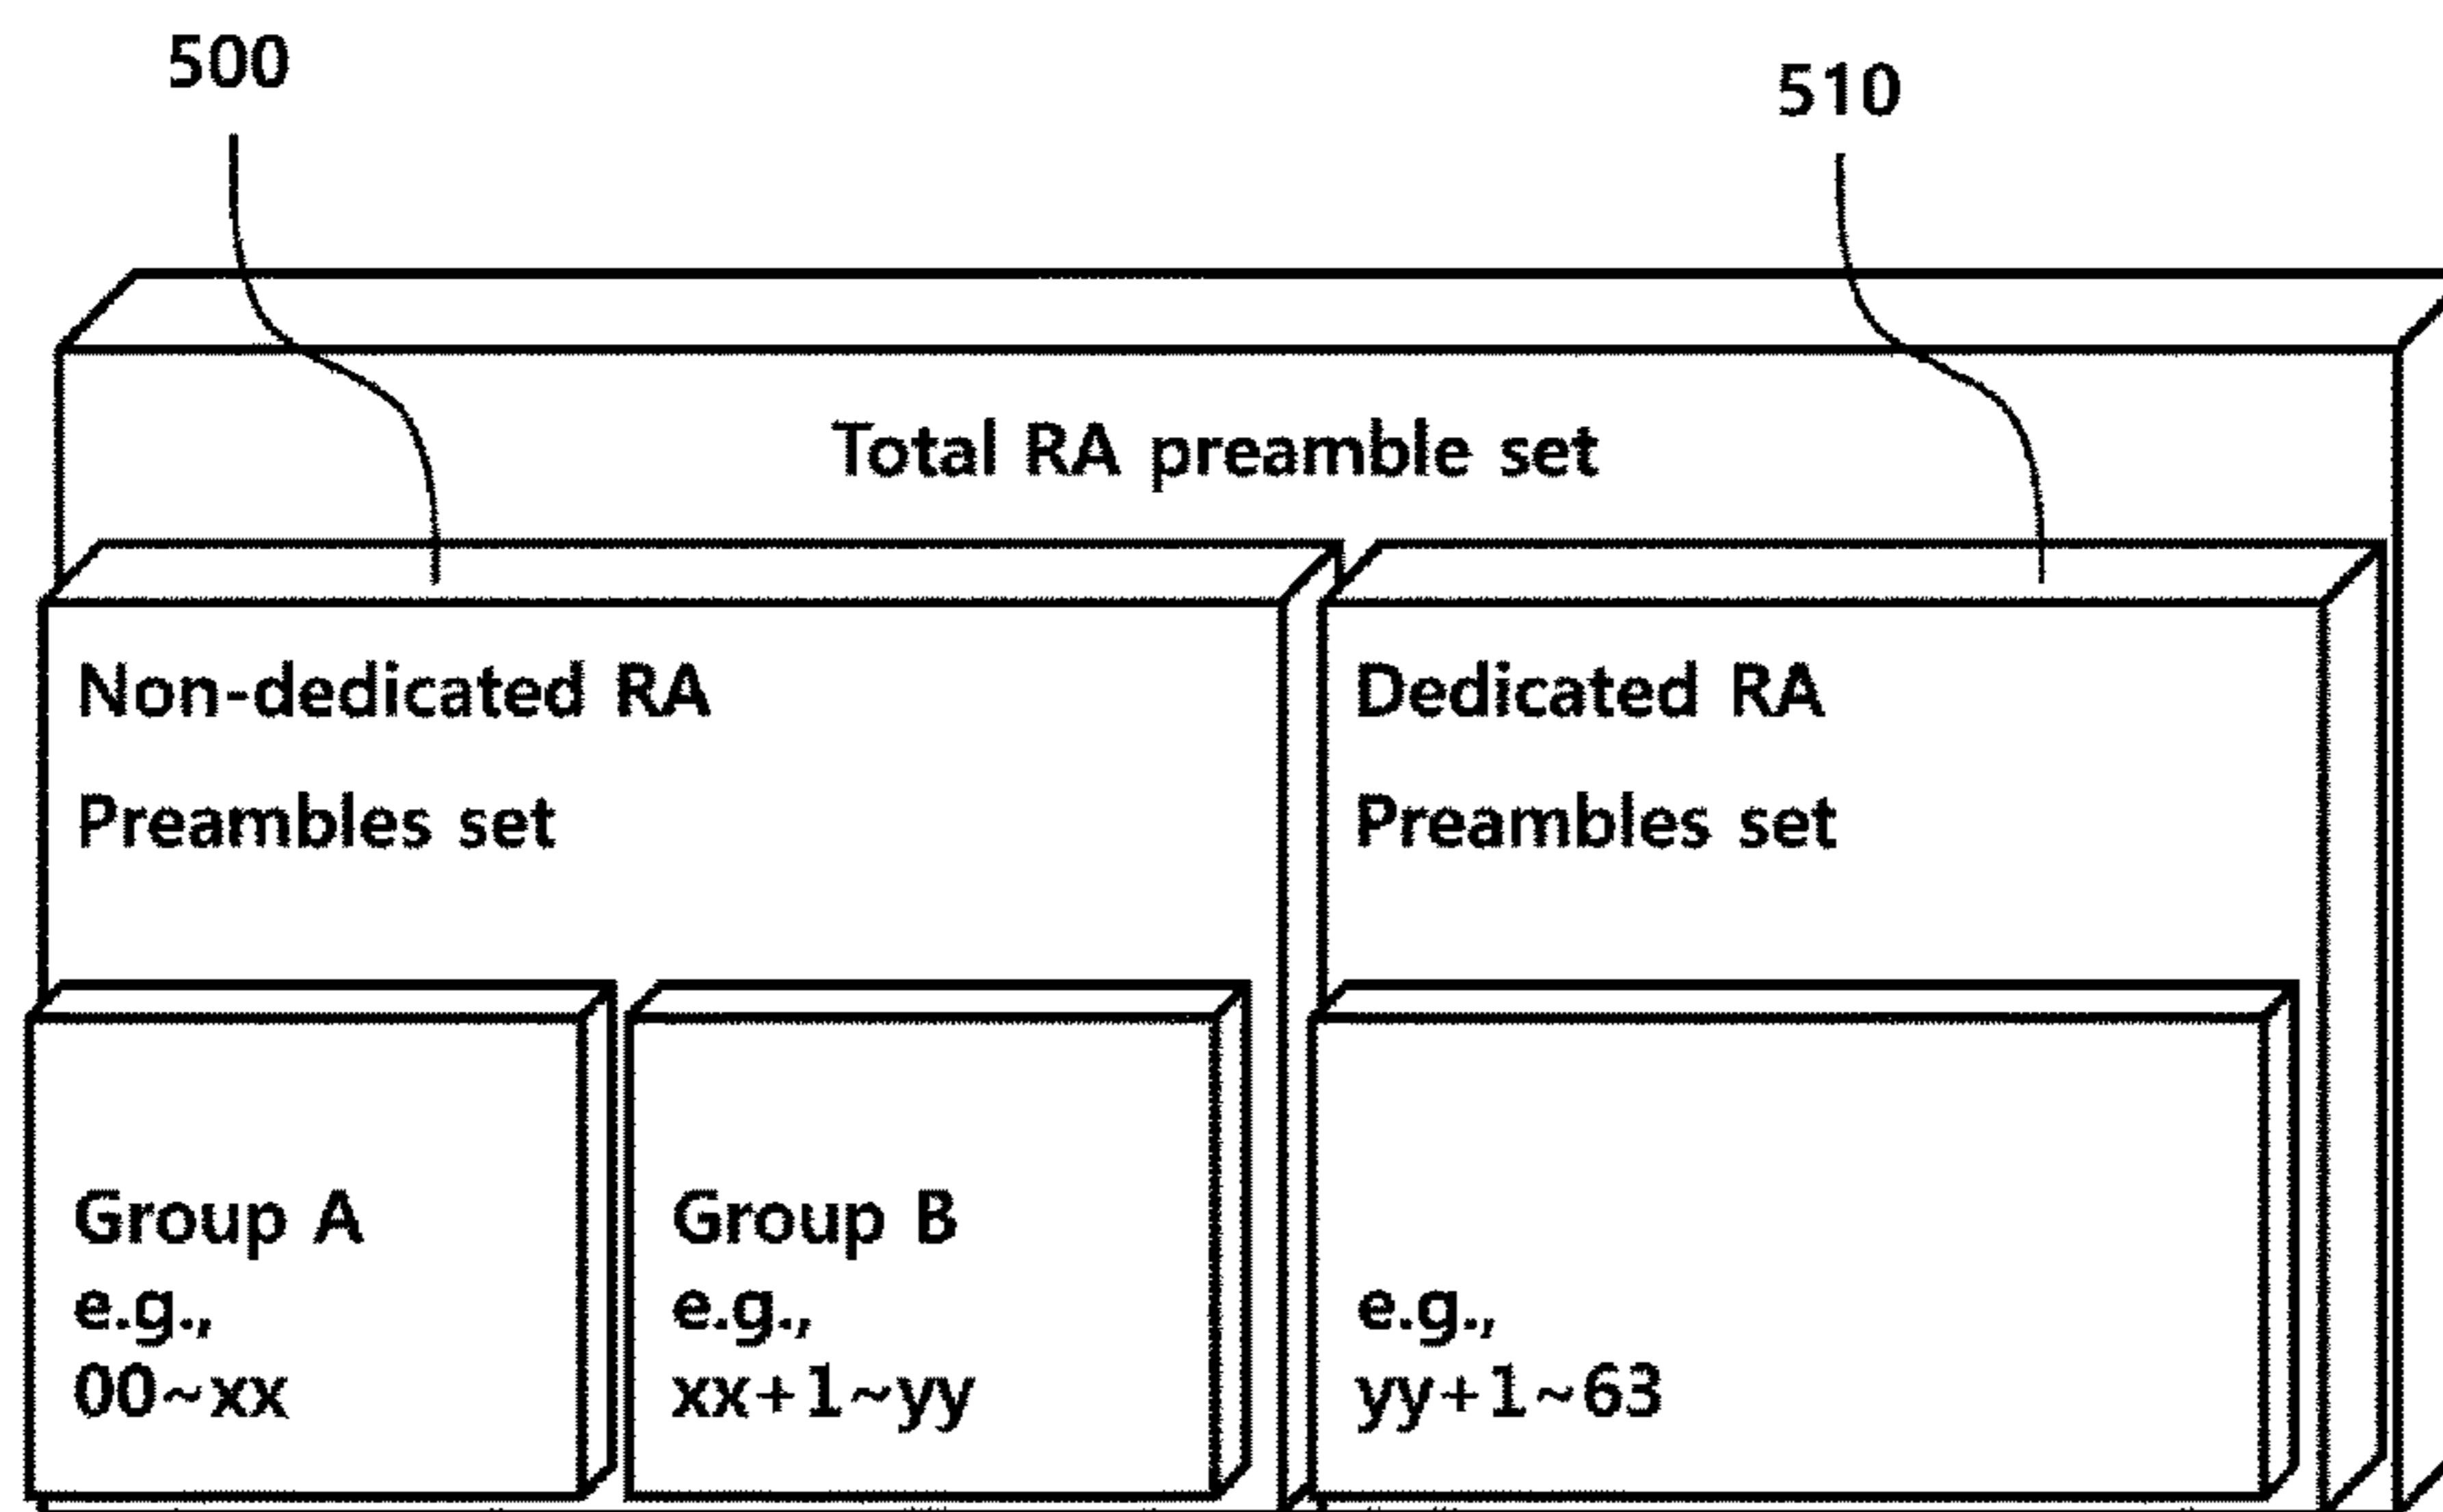 500
510
Total RA preamble set
Non-dedicated RA
Preambles set
Dedicated RA
Preambles set
Group A
e.g.,
00~xx
Group B
e.g.,
xx+1~yy
e.g.,
yy+1~63